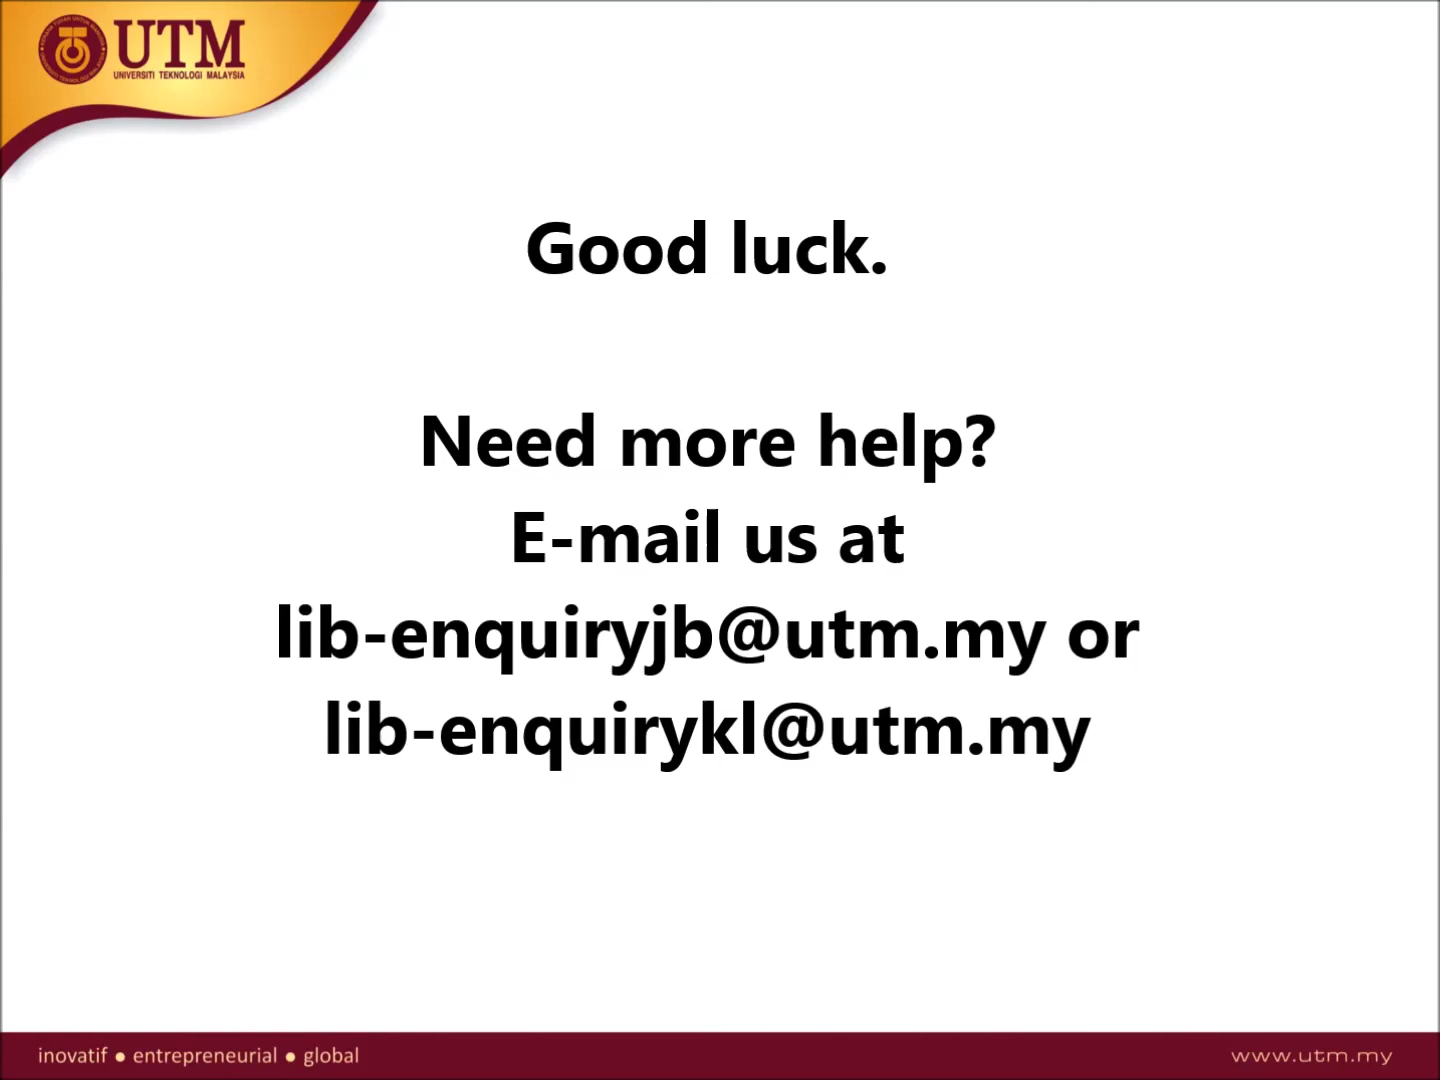 UTM
UNIVERSITI TEKNOLOGI MALAYSIA
Good luck.
Need more help?
E-mail us at
lib-enquiryjb@utm.my or
lib-enquirykl@utm.my
inovatif ● entrepreneurial ● global
www.utm.my